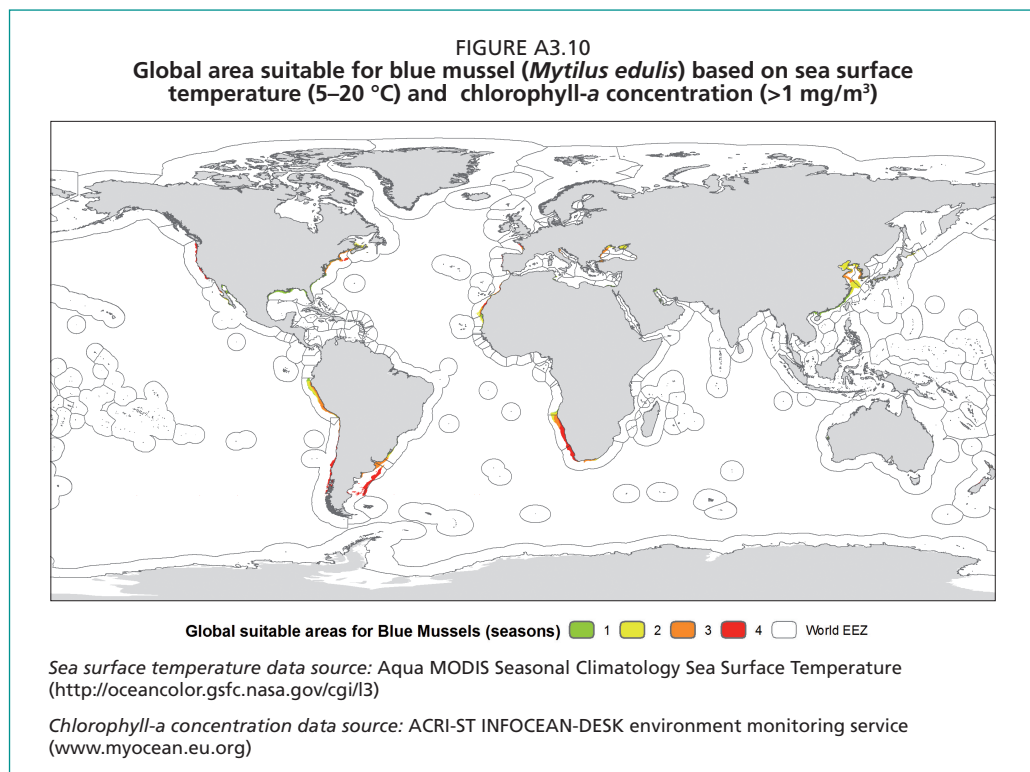 FIGURE A3.10
Global area suitable for blue mussel (Mytilus edulis) based on sea surface
temperature (5–20 °C) and chlorophyll-a concentration (>1 mg/m³)
Global suitable areas for Blue Mussels (seasons) 1 2 3 4 World EEZ
Sea surface temperature data source: Aqua MODIS Seasonal Climatology Sea Surface Temperature
(http://oceancolor.gsfc.nasa.gov/cgi/l3)
Chlorophyll-a concentration data source: ACRI-ST INFOCEAN-DESK environment monitoring service
(www.myocean.eu.org)